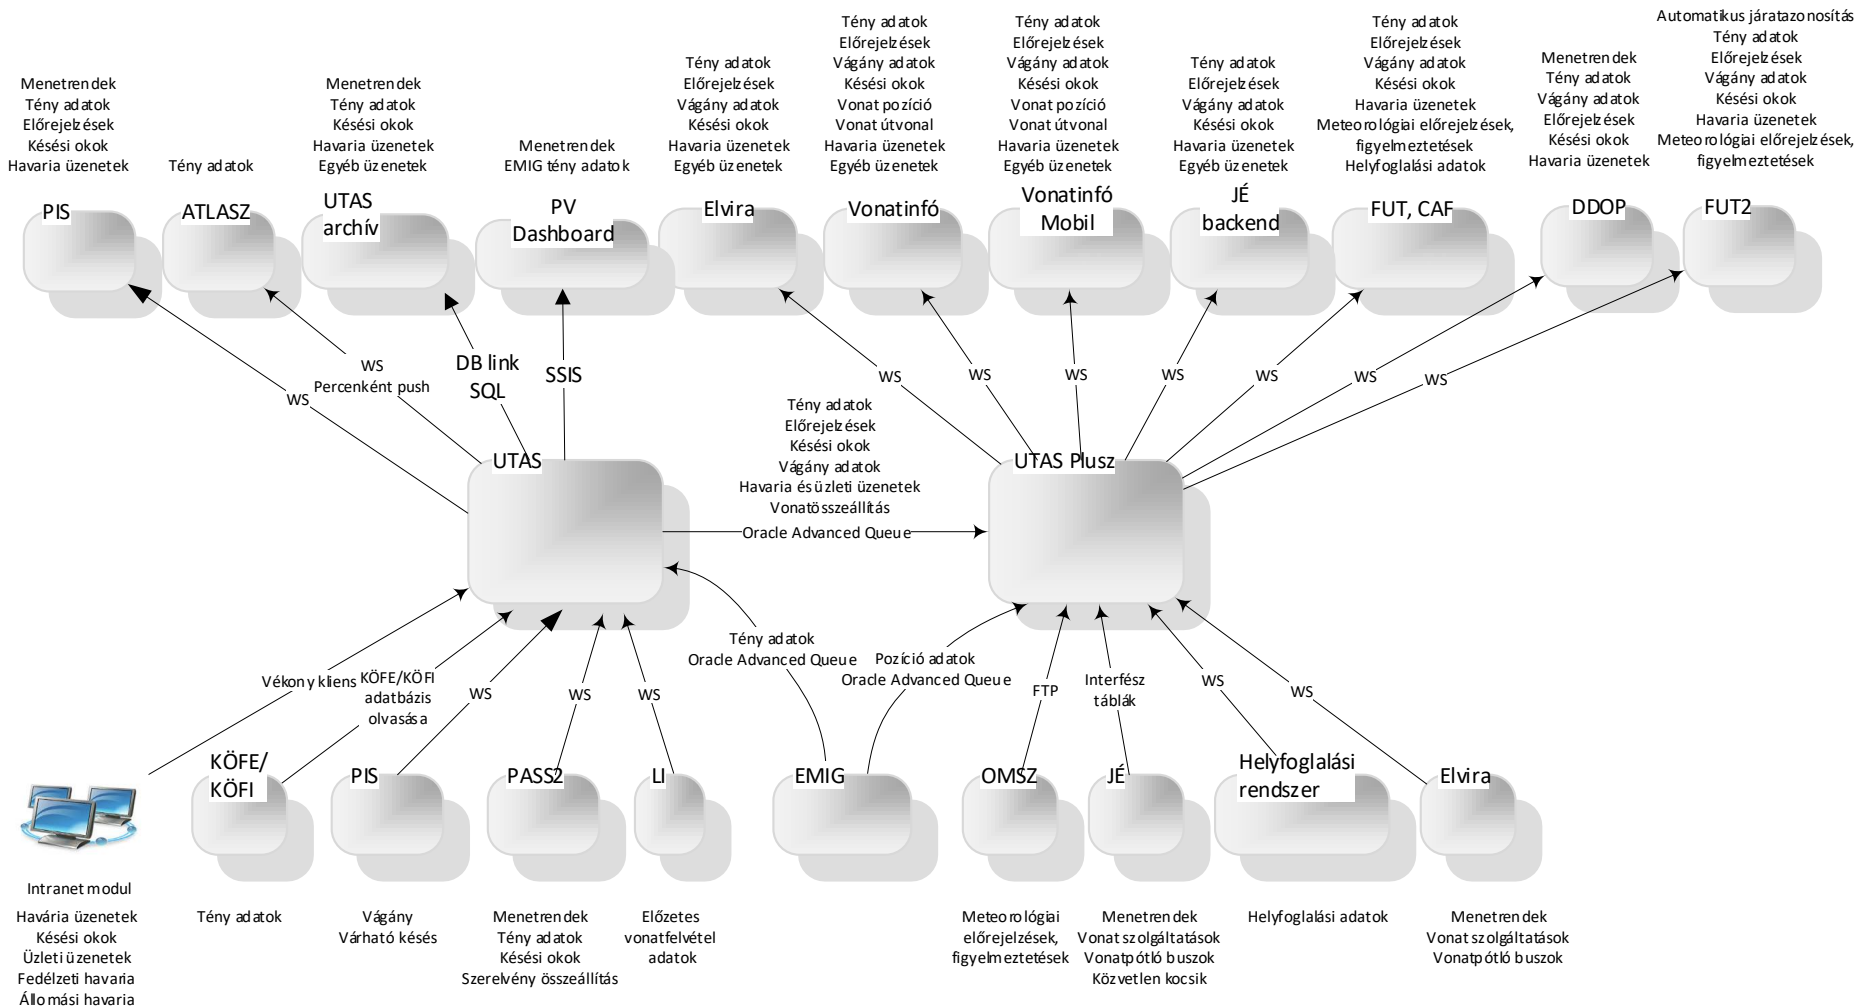 Menetrendek
Tény adatok
Előrejelzések
Késési okok
Havaria üzenetek
PIS
Tény adatok
ATLASZ
Menetrendek
Tény adatok
Késési okok
Havaria üzenetek
Egyéb üzenetek
UTAS
archív
Menetrendek
EMIG tény adatok
PV
Dashboard
Tény adatok
Előrejelzések
Vágány adatok
Késési okok
Havaria üzenetek
Egyéb üzenetek
Elvira
Tény adatok
Előrejelzések
Vágány adatok
Késési okok
Vonat pozíció
Vonat útvonal
Havaria üzenetek
Egyéb üzenetek
Vonatinfó
Tény adatok
Előrejelzések
Vágány adatok
Késési okok
Vonat pozíció
Vonat útvonal
Havaria üzenetek
Egyéb üzenetek
Vonatinfó
Mobil
Tény adatok
Előrejelzések
Vágány adatok
Késési okok
Havaria üzenetek
Egyéb üzenetek
JÉ
backend
Tény adatok
Előrejelzések
Vágány adatok
Késési okok
Havaria üzenetek
Meteorológiai előrejelzések,
figyelmeztetések
Helyfoglalási adatok
FUT, CAF
Menetrendek
Tény adatok
Vágány adatok
Előrejelzések
Késési okok
Havaria üzenetek
DDOP
Automatikus járatazonosítás
Tény adatok
Előrejelzések
Vágány adatok
Késési okok
Havaria üzenetek
Meteorológiai előrejelzések,
figyelmeztetések
FUT2
WS
WS
Percenként push
DB link
SQL
SSIS
WS
WS
WS
WS
WS
WS
WS
UTAS
Tény adatok
Előrejelzések
Késési okok
Vágány adatok
Havaria és üzleti üzenetek
Vonatösszeállítás
Oracle Advanced Queue
UTAS Plusz
Vékony kliens
KÖFE/KÖFI
adatbázis
olvasása
WS
WS
WS
Tény adatok
Oracle Advanced Queue
Pozíció adatok
Oracle Advanced Queue
FTP
Interfész
táblák
WS
WS
KÖFE/
KÖFI
PIS
PASS2
LI
EMIG
OMSZ
JÉ
Helyfoglalási
rendszer
Elvira
Intranet modul
Havária üzenetek
Késési okok
Üzleti üzenetek
Fedélzeti havaria
Állomási havaria
Tény adatok
Vágány
Várható késés
Menetrendek
Tény adatok
Késési okok
Szerelvény összeállítás
Előzetes
vonatfelvétel
adatok
Meteorológiai
előrejelzések,
figyelmeztetések
Menetrendek
Vonat szolgáltatások
Vonatpótló buszok
Közvetlen kocsik
Helyfoglalási adatok
Menetrendek
Vonat szolgáltatások
Vonatpótló buszok